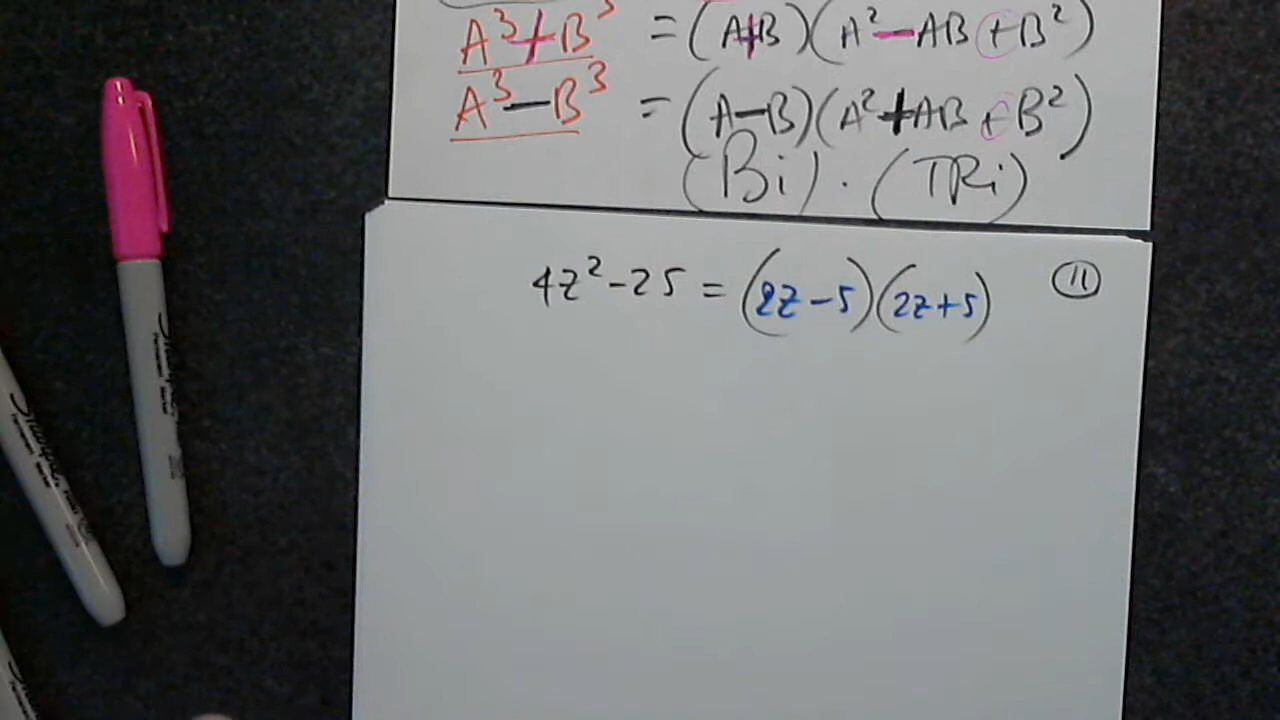 A³+B³ = (A+B)(A²-AB+B²)
A³-B³ = (A-B)(A²+AB+B²)
(Bi).(TRi)
4z²-25 = (2z-5)(2z+5) 11
Sharpie